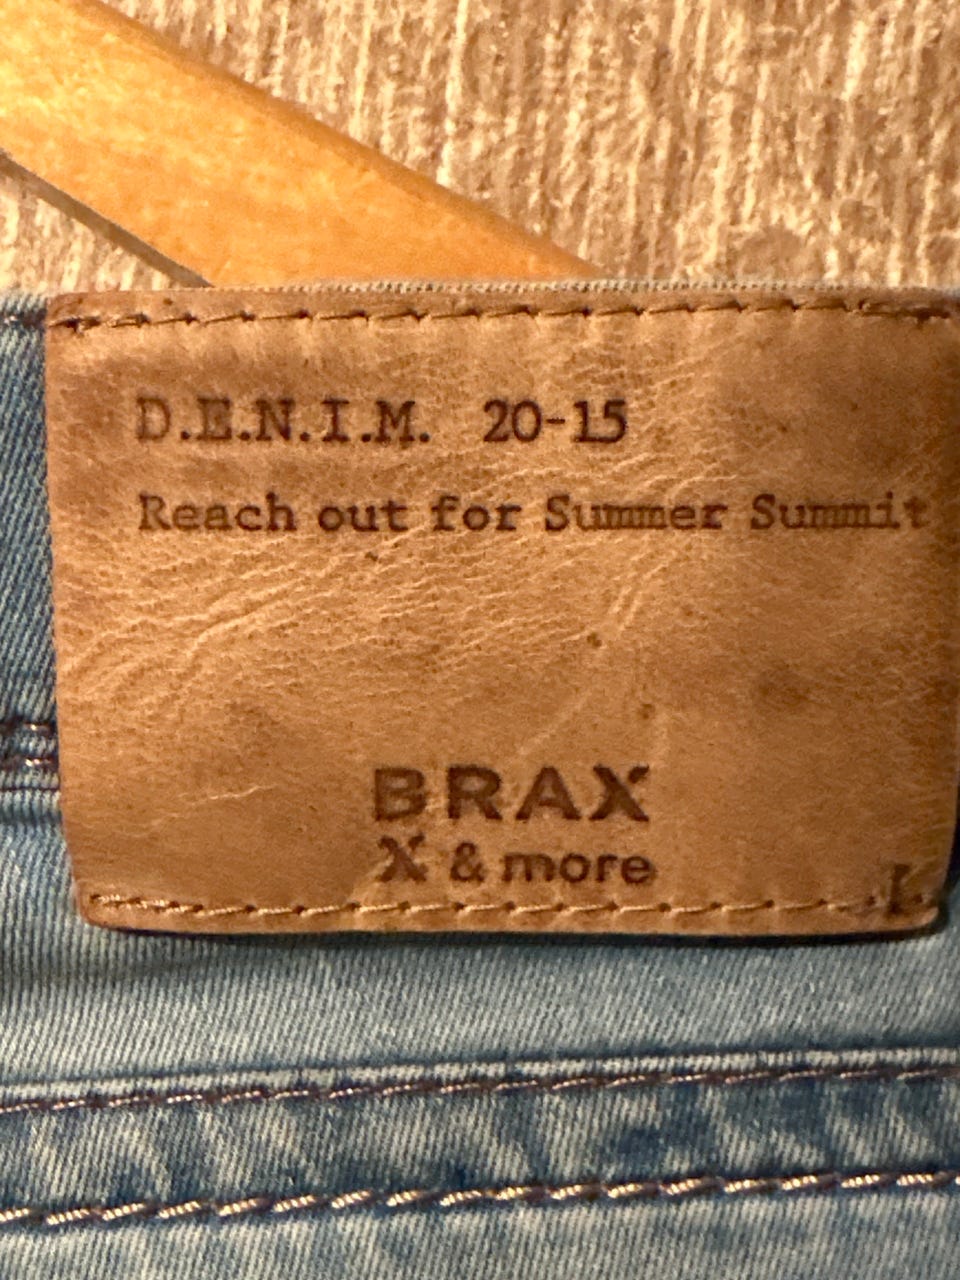 D.E.N.I.M. 20-15
Reach out for Summer Summit
BRAX
X & more